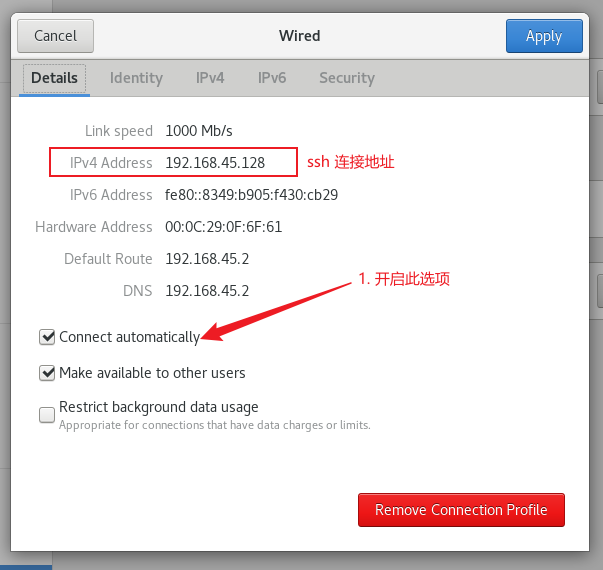 Cancel Wired Apply
Details Identity IPv4 IPv6 Security
Link speed 1000 Mb/s
IPv4 Address 192.168.45.128 ssh 连接地址
IPv6 Address fe80::8349:b905:f430:cb29
Hardware Address 00:0C:29:0F:6F:61
Default Route 192.168.45.2
DNS 192.168.45.2
1. 开启此选项
Connect automatically
Make available to other users
Restrict background data usage
Appropriate for connections that have data charges or limits.
Remove Connection Profile